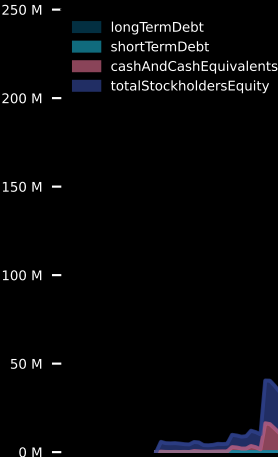 250 M
longTermDebt
shortTermDebt
cashAndCashEquivalents
totalStockholdersEquity
200 M
150 M
100 M
50 M
0 M